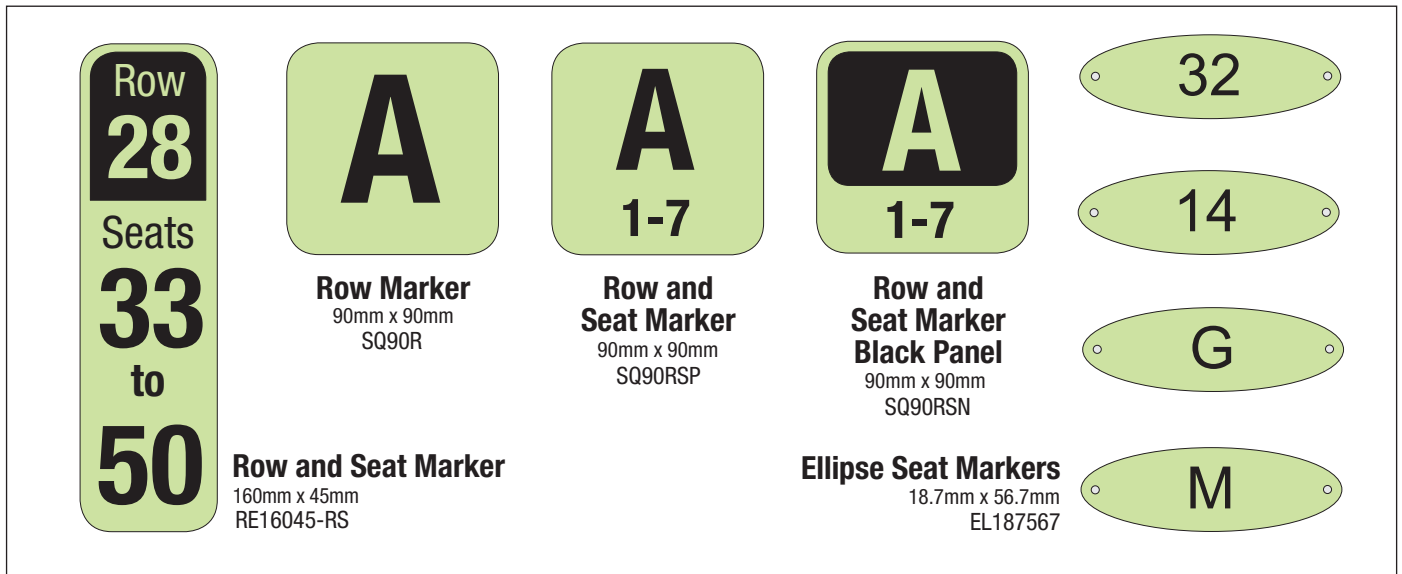 Row
28
Seats
33
to
50
Row and Seat Marker
160mm x 45mm
RE16045-RS
A
Row Marker
90mm x 90mm
SQ90R
A
1-7
Row and
Seat Marker
90mm x 90mm
SQ90RSP
A
1-7
Row and
Seat Marker
Black Panel
90mm x 90mm
SQ90RSN
32
14
G
M
Ellipse Seat Markers
18.7mm x 56.7mm
EL187567